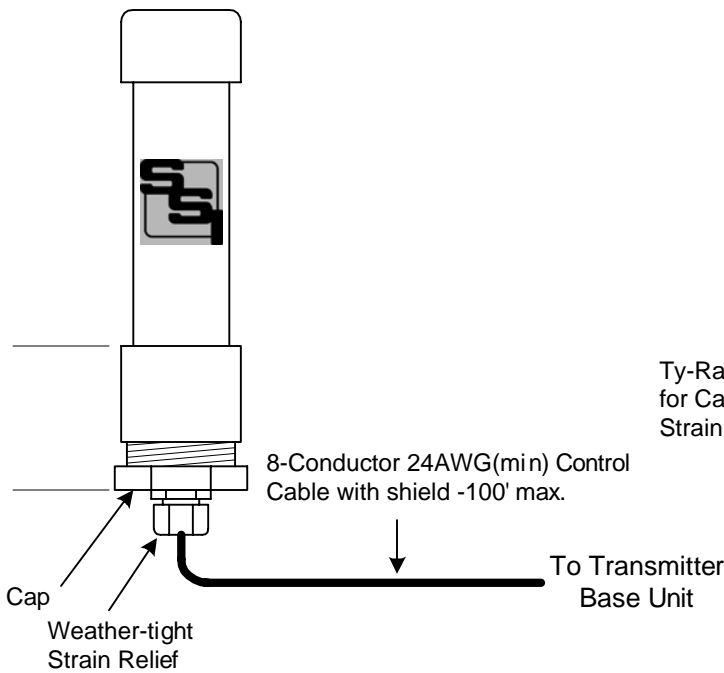 SSI
Ty-Ra
for Ca
Strain
8-Conductor 24AWG(min) Control
Cable with shield -100' max.
To Transmitter
Base Unit
Cap
Weather-tight
Strain Relief